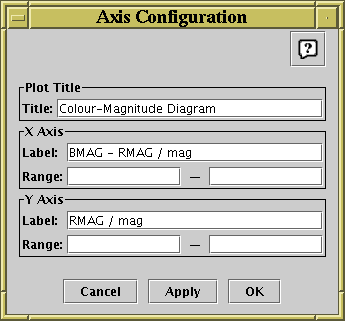 Axis Configuration
?
Plot Title
Title: Colour-Magnitude Diagram
X Axis
Label: BMAG - RMAG / mag
Range: —
Y Axis
Label: RMAG / mag
Range: —
Cancel Apply OK